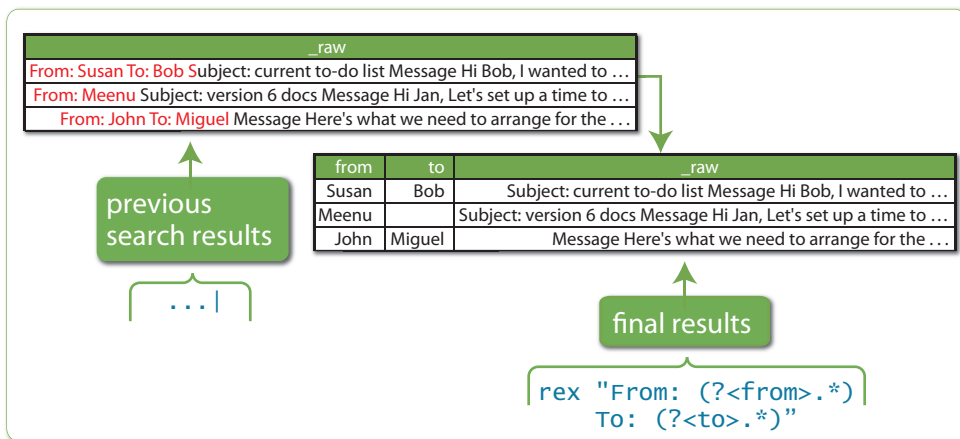 _raw
From: Susan To: Bob Subject: current to-do list Message Hi Bob, I wanted to ...
From: Meenu Subject: version 6 docs Message Hi Jan, Let's set up a time to ...
From: John To: Miguel Message Here's what we need to arrange for the ...
from to _raw
Susan Bob Subject: current to-do list Message Hi Bob, I wanted to ...
Meenu Subject: version 6 docs Message Hi Jan, Let's set up a time to ...
John Miguel Message Here's what we need to arrange for the ...
previous
search results
...|
final results
rex "From: (?<from>.*)
To: (?<to>.*)”